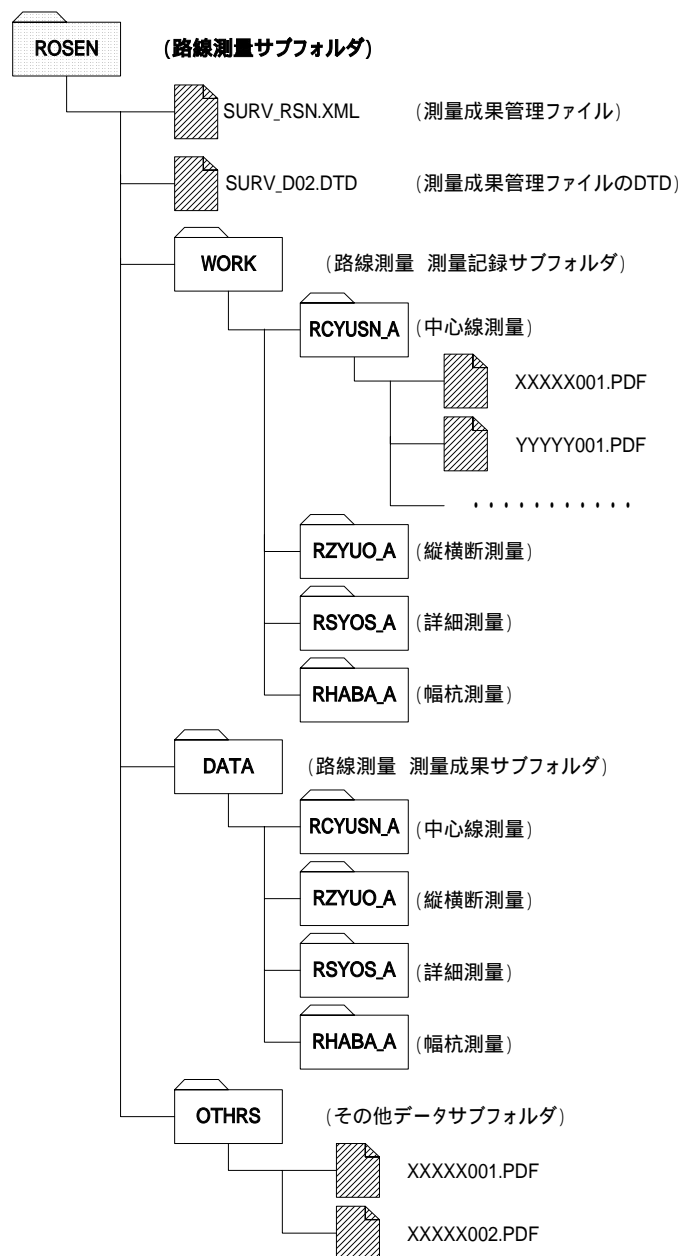 ROSEN (路線測量サブフォルダ)
SURV_RSN.XML (測量成果管理ファイル)
SURV_D02.DTD (測量成果管理ファイルのDTD)
WORK (路線測量 測量記録サブフォルダ)
RCYUSN_A (中心線測量)
XXXXX001.PDF
YYYYY001.PDF
・・・・・・・・・・・
RZYUO_A (縦横断測量)
RSYOS_A (詳細測量)
RHABA_A (幅杭測量)
DATA (路線測量 測量成果サブフォルダ)
RCYUSN_A (中心線測量)
RZYUO_A (縦横断測量)
RSYOS_A (詳細測量)
RHABA_A (幅杭測量)
OTHRS (その他データサブフォルダ)
XXXXX001.PDF
XXXXX002.PDF